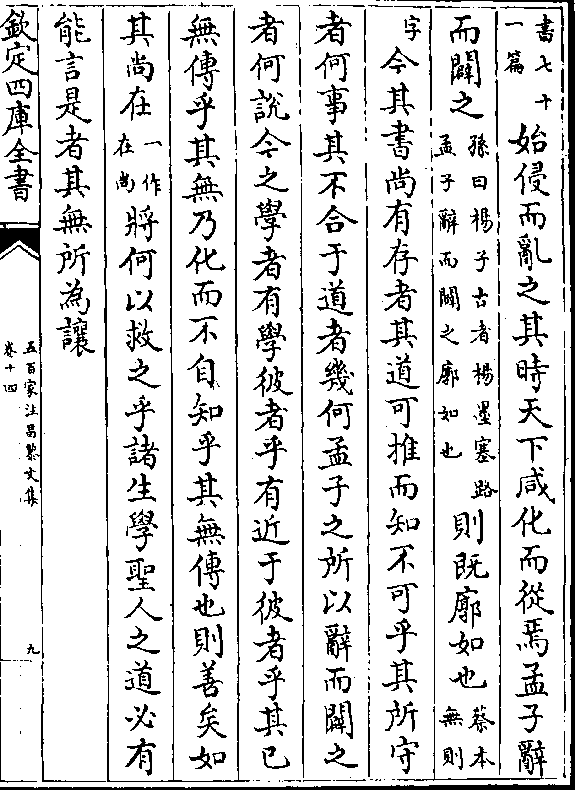 書七十一篇始侵而亂之其時天下咸化而從焉孟子辭
而闢之孫曰楊子古者楊墨塞路孟子辭而闢之廓如也則既廓如也蔡本無則
字今其書尚有存者其道可推而知不可乎其所守
者何事其不合于道者幾何孟子之所以辭而闢之
者何說今之學者有學彼者乎有近于彼者乎其已
無傳乎其無乃化而不自知乎其無傳也則善矣如
其尚在一作在尚將何以救之乎諸生學聖人之道必有
能言是者其無所為讓
欽定四庫全書
五百家注昌黎文集
卷十四
九